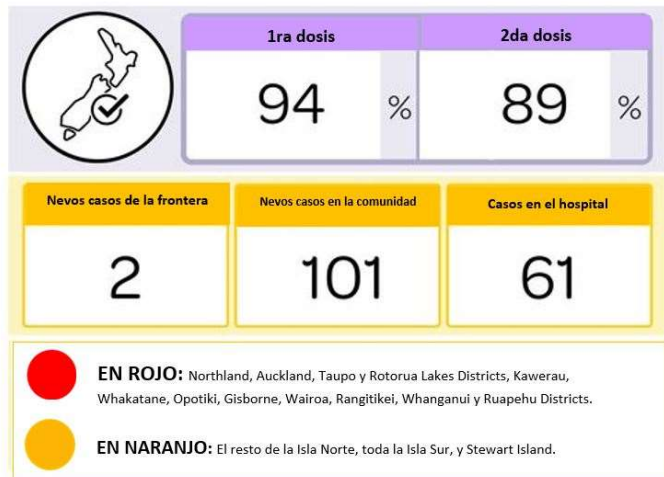 1ra dosis 2da dosis
94 % 89 %
Nevos casos de la frontera Nevos casos en la comunidad Casos en el hospital
2 101 61
EN ROJO: Northland, Auckland, Taupo y Rotorua Lakes Districts, Kawerau,
Whakatane, Opotiki, Gisborne, Wairoa, Rangitikei, Whanganui y Ruapehu Districts.
EN NARANJO: El resto de la Isla Norte, toda la Isla Sur, y Stewart Island.